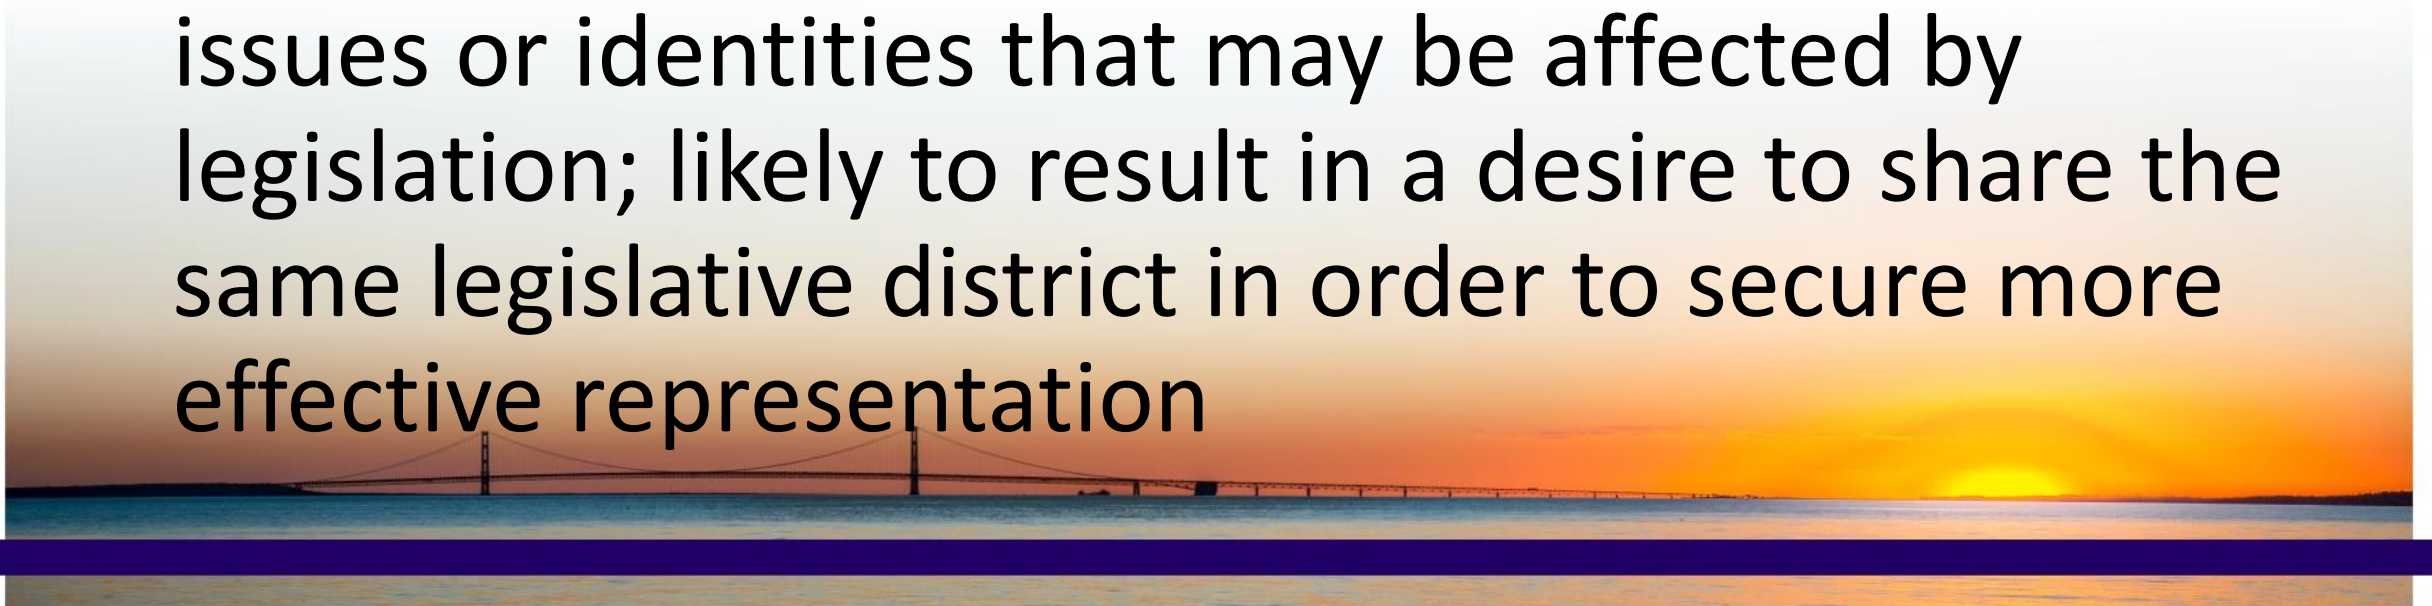 issues or identities that may be affected by
legislation; likely to result in a desire to share the
same legislative district in order to secure more
effective representation